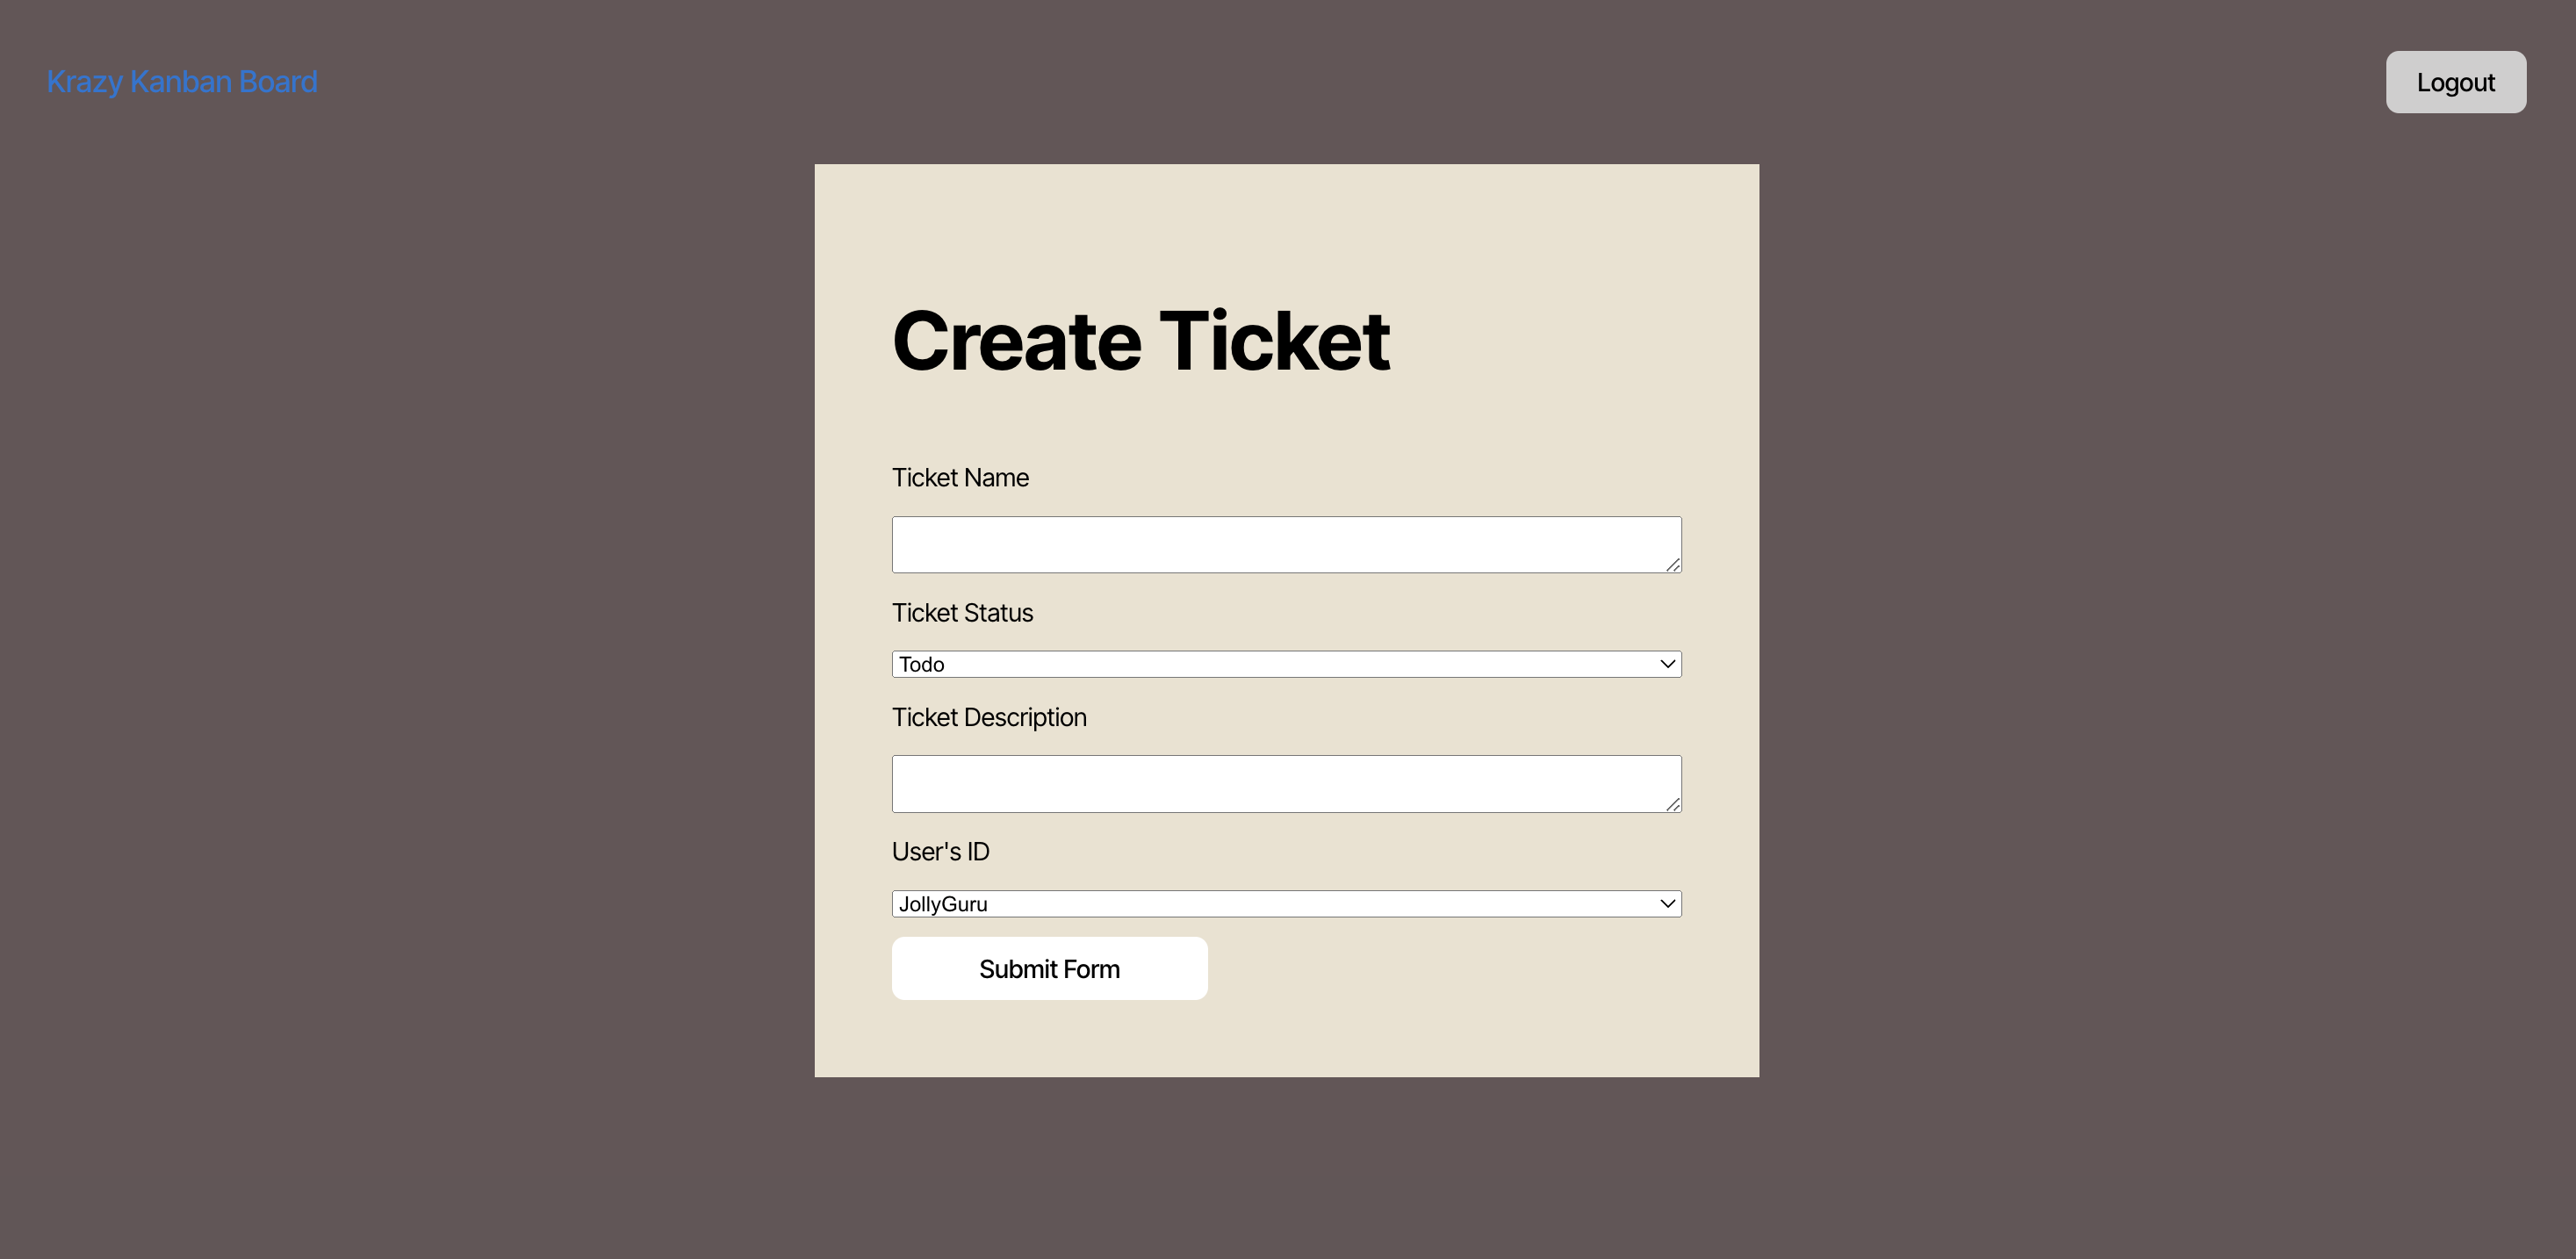 Krazy Kanban Board
Logout
Create Ticket
Ticket Name
Ticket Status
Todo
Ticket Description
User's ID
JollyGuru
Submit Form